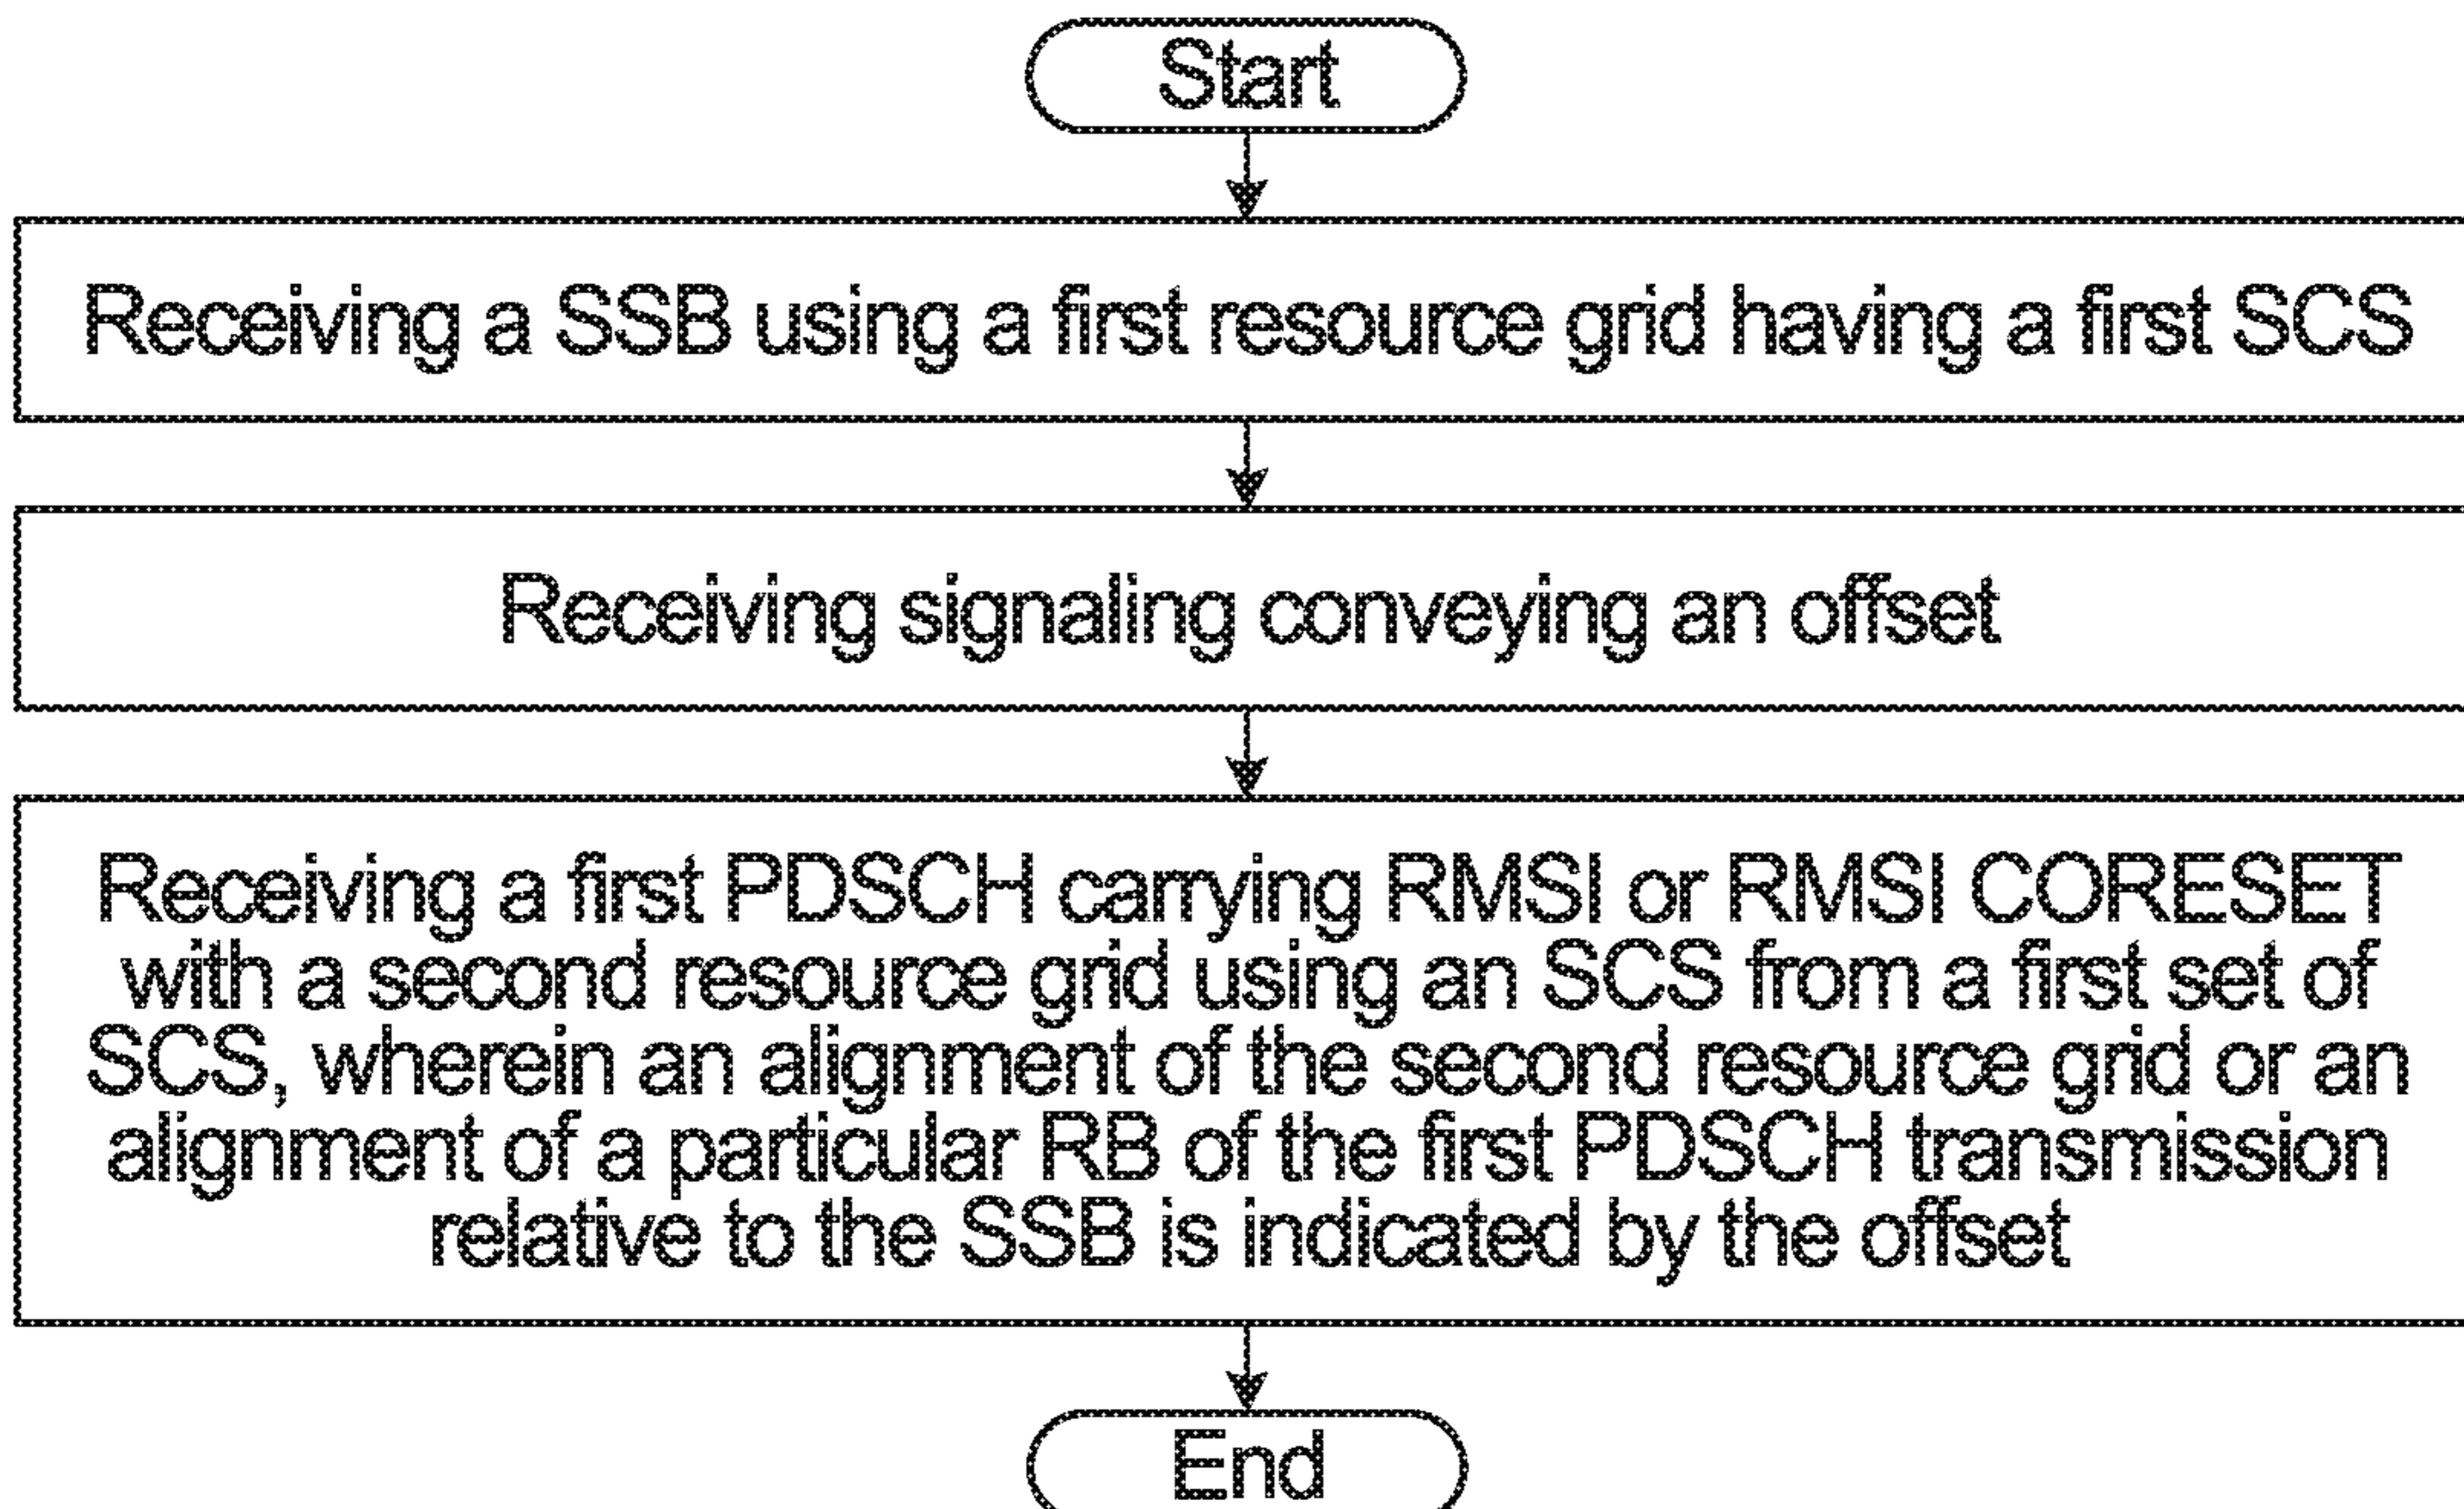 Start
Receiving a SSB using a first resource grid having a first SCS
Receiving signaling conveying an offset
Receiving a first PDSCH carrying RMSI or RMSI CORESET
with a second resource grid using an SCS from a first set of
SCS, wherein an alignment of the second resource grid or an
alignment of a particular RB of the first PDSCH transmission
relative to the SSB is indicated by the offset
End